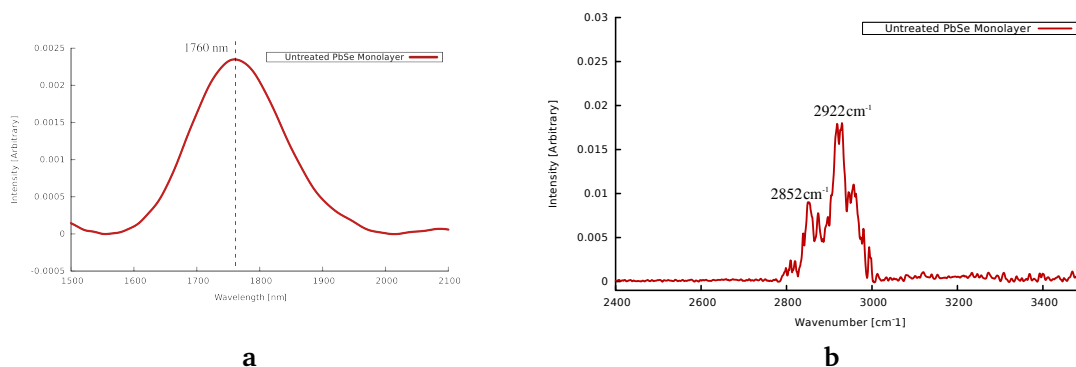 1760 nm
Untreated PbSe Monolayer
0.0025
0.002
0.0015
0.001
0.0005
0
-0.0005
Intensity [Arbitrary]
1500 1600 1700 1800 1900 2000 2100
Wavelength [nm]
a
Untreated PbSe Monolayer
0.03
0.025
0.02
0.015
0.01
0.005
0
Intensity [Arbitrary]
2922cm⁻¹
2852cm⁻¹
2400 2600 2800 3000 3200 3400
Wavenumber [cm-1]
b